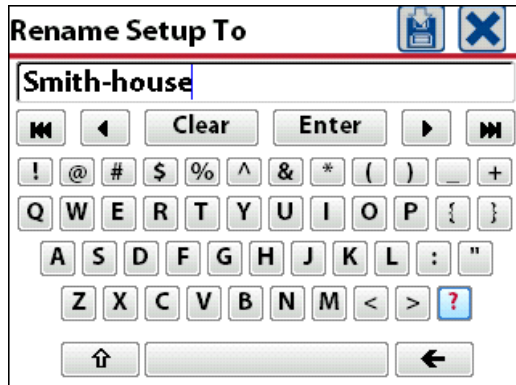 Rename Setup To
Smith-house
Clear Enter
! @ # $ % ^ & * ( ) _ +
Q W E R T Y U I O P { }
A S D F G H J K L : "
Z X C V B N M < > ?